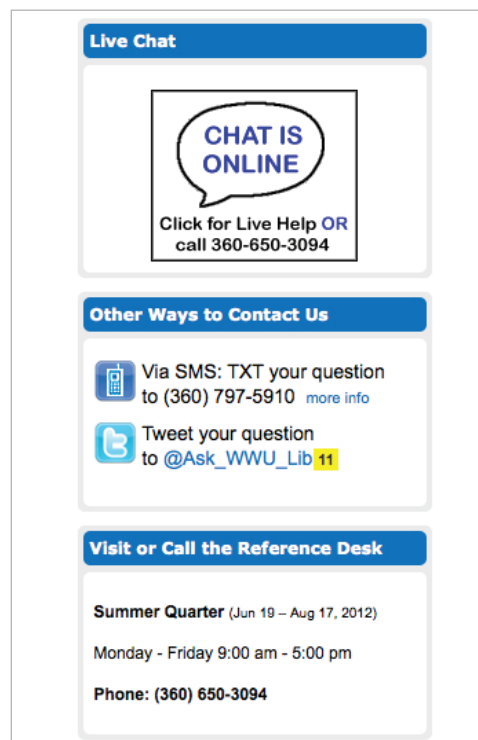 Live Chat
CHAT IS
ONLINE
Click for Live Help OR
call 360-650-3094
Other Ways to Contact Us
Via SMS: TXT your question
to (360) 797-5910 more info
Tweet your question
to @Ask_WWU_Lib 11
Visit or Call the Reference Desk
Summer Quarter (Jun 19 – Aug 17, 2012)
Monday - Friday 9:00 am - 5:00 pm
Phone: (360) 650-3094